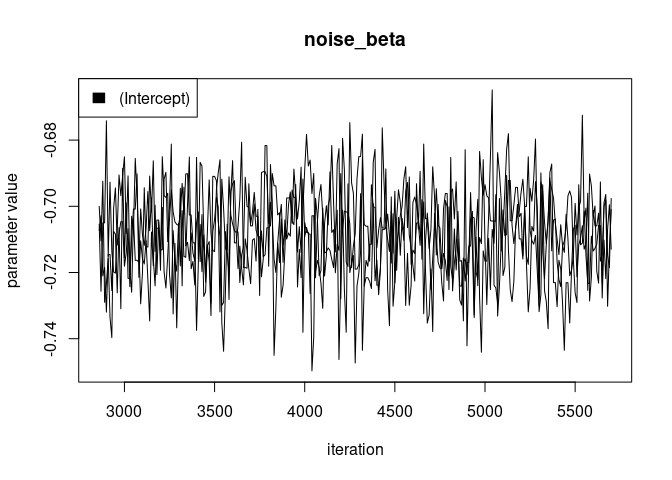 noise_beta
(Intercept)
parameter value
-0.68
-0.70
-0.72
-0.74
3000 3500 4000 4500 5000 5500
iteration